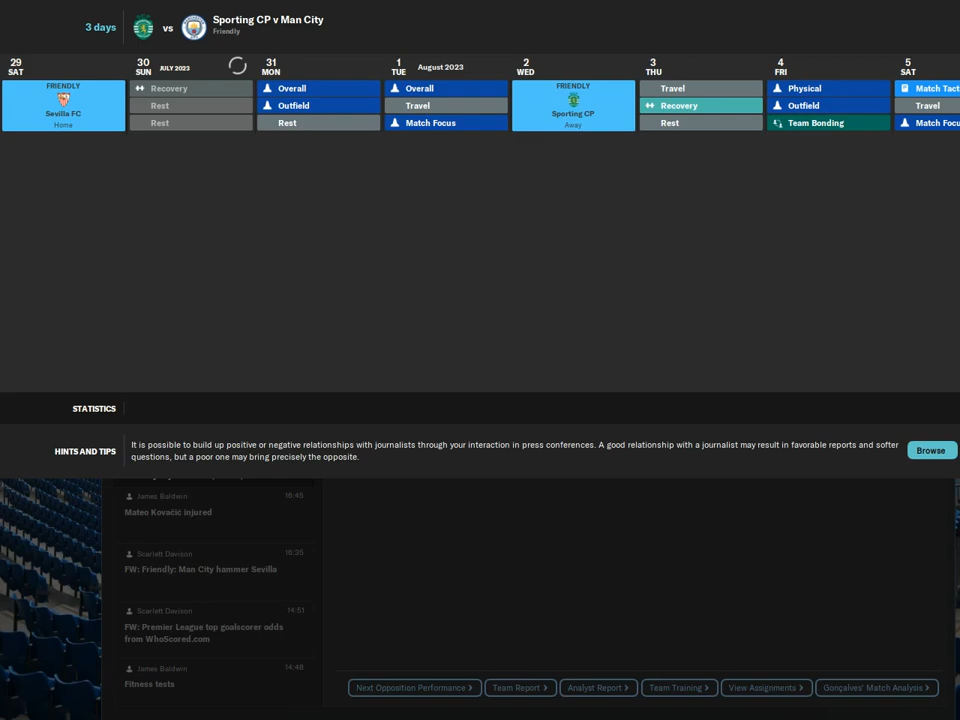 3 days
vs
Sporting CP v Man City
Friendly
29
SAT
30
SUN
JULY 2023
31
MON
1
TUE
August 2023
2
WED
3
THU
4
FRI
5
SAT
FRIENDLY
Sevilla FC
Home
Recovery
Rest
Rest
Overall
Outfield
Rest
Overall
Travel
Match Focus
FRIENDLY
Sporting CP
Away
Travel
Recovery
Rest
Physical
Outfield
Team Bonding
Match Tact
Travel
Match Focu
STATISTICS
HINTS AND TIPS
It is possible to build up positive or negative relationships with journalists through your interaction in press conferences. A good relationship with a journalist may result in favorable reports and softer
questions, but a poor one may bring precisely the opposite.
Browse
James Baldwin
16:45
Mateo Kovačić injured
Scarlett Davison
16:35
FW: Friendly: Man City hammer Sevilla
Scarlett Davison
14:51
FW: Premier League top goalscorer odds
from WhoScored.com
James Baldwin
14:48
Fitness tests
Next Opposition Performance >
Team Report >
Analyst Report >
Team Training >
View Assignments >
Gonçalves' Match Analysis >